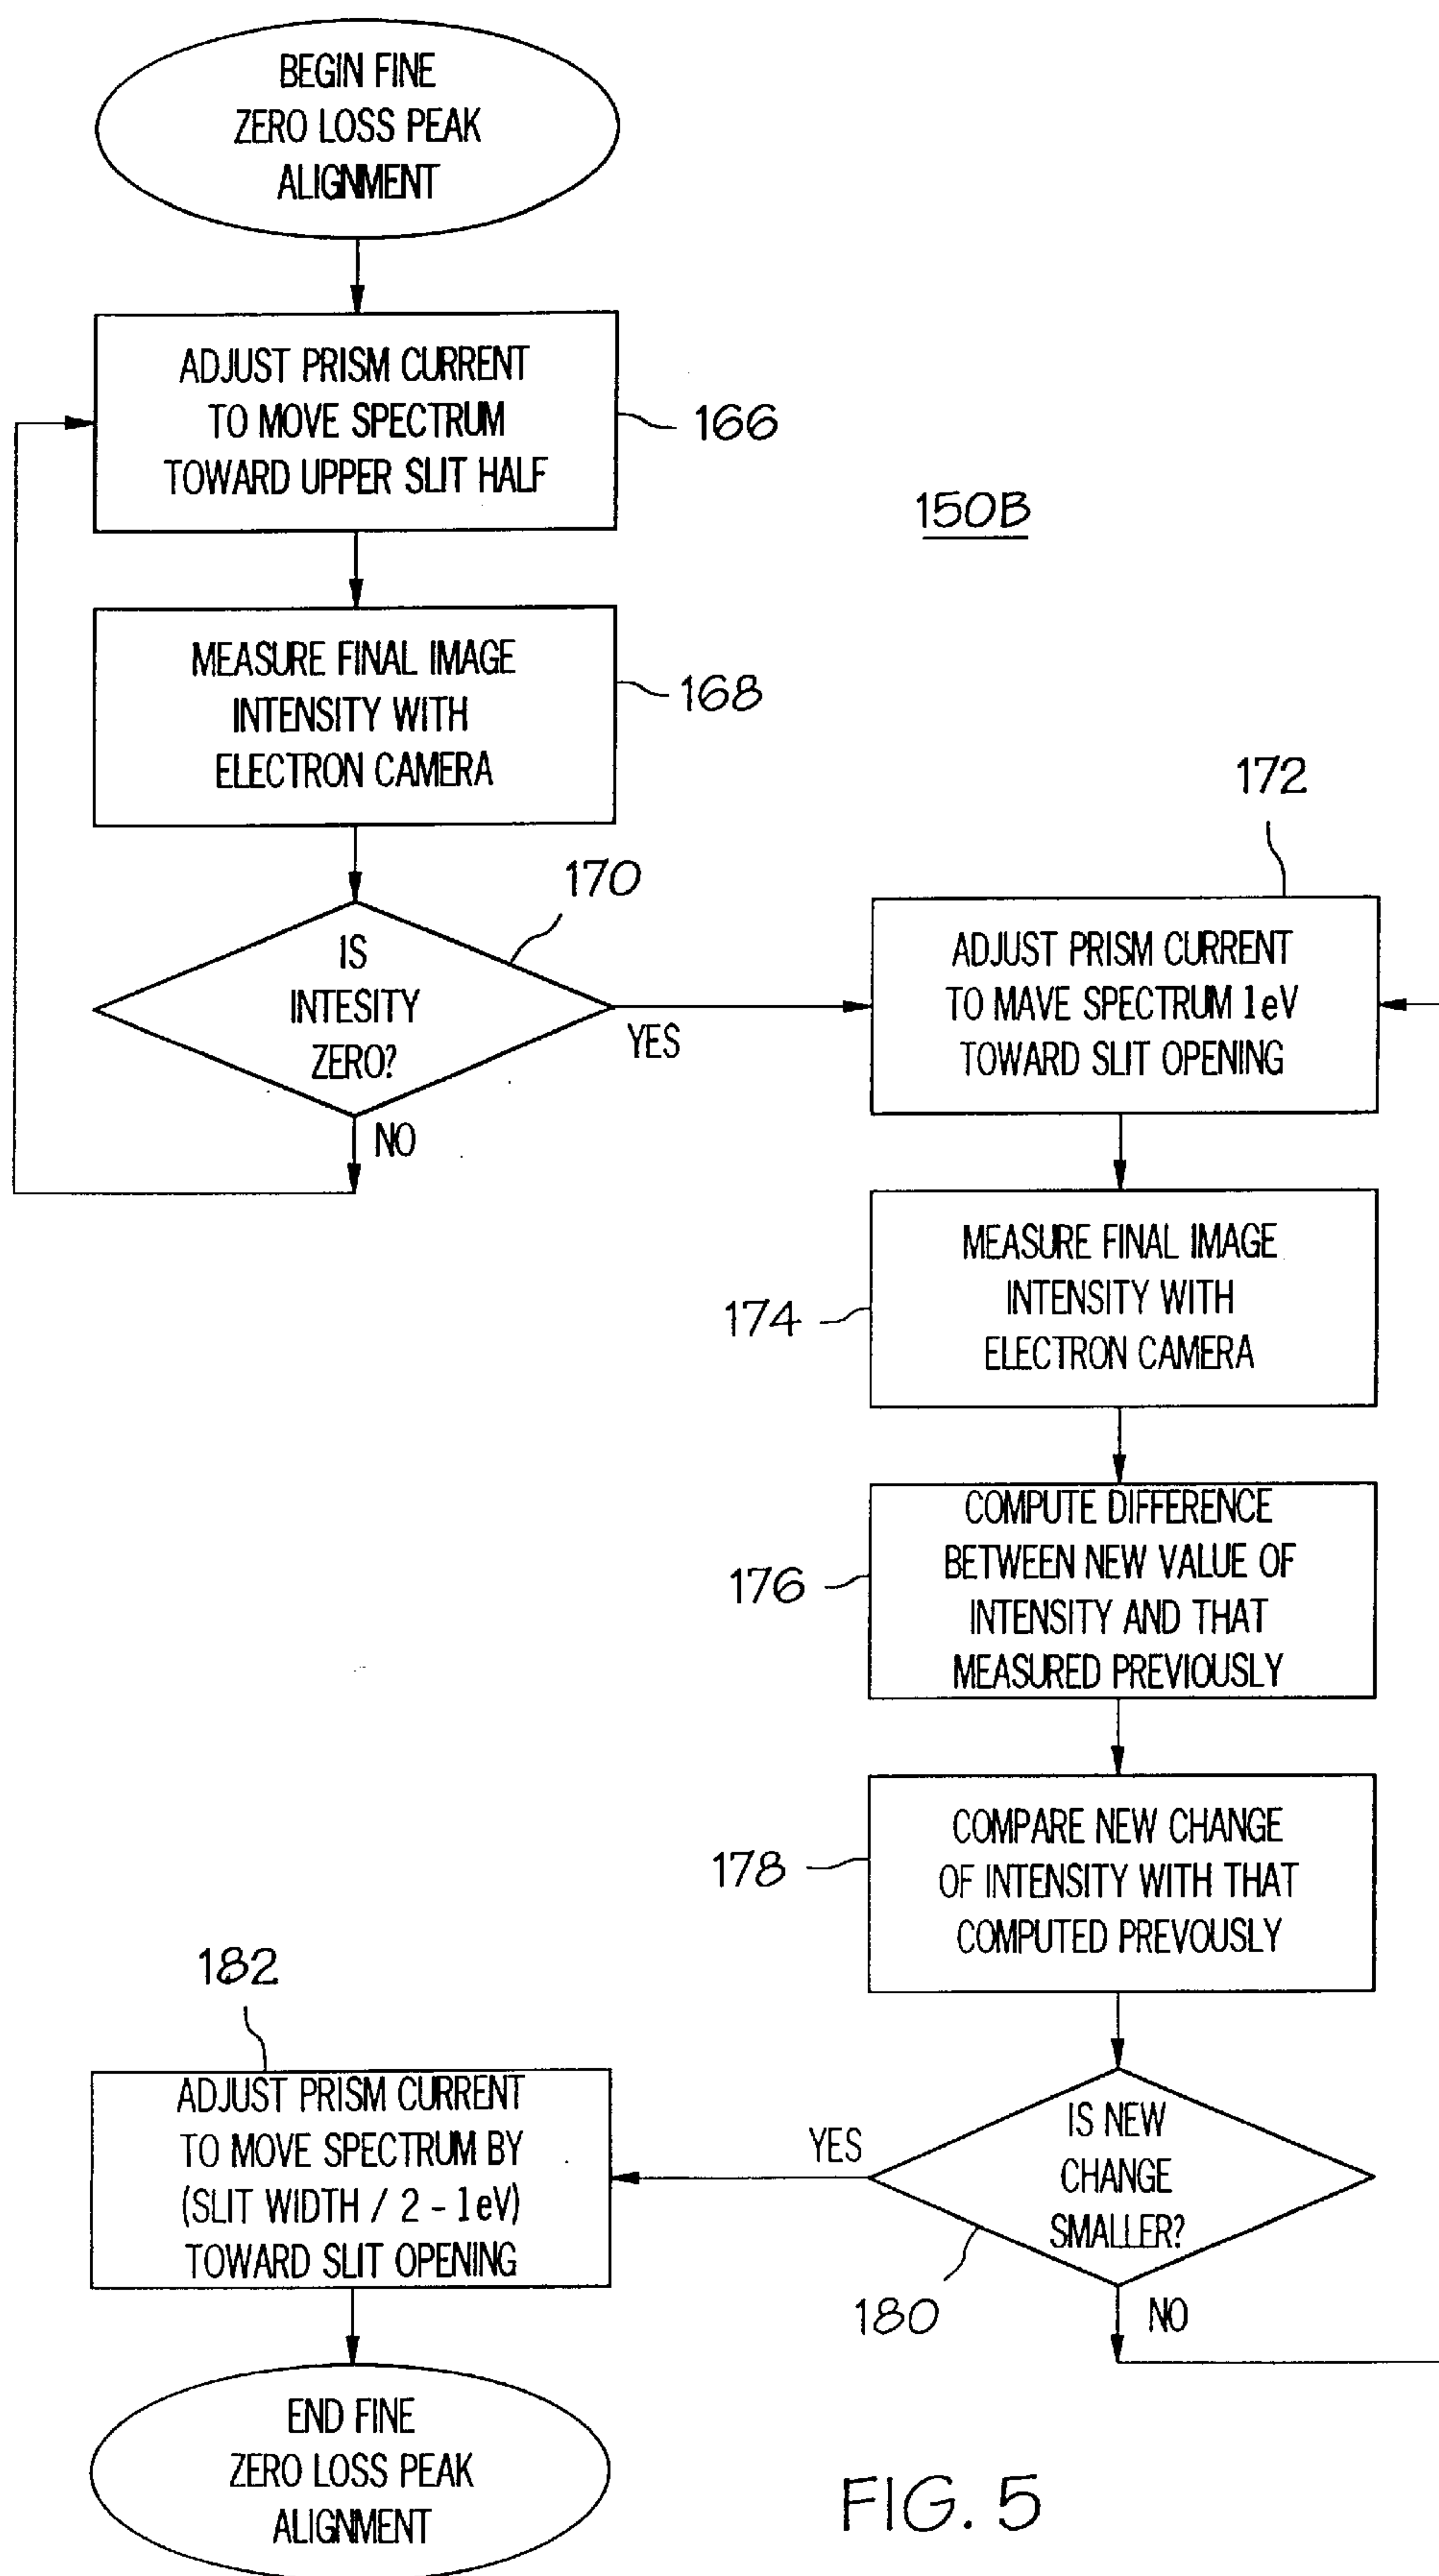 BEGIN FINE
ZERO LOSS PEAK
ALIGNMENT
ADJUST PRISM CURRENT
TO MOVE SPECTRUM
TOWARD UPPER SLIT HALF
166
150B
MEASURE FINAL IMAGE
INTENSITY WITH
ELECTRON CAMERA
168
170
IS
INTESITY
ZERO?
YES
NO
172
ADJUST PRISM CURRENT
TO MAVE SPECTRUM 1eV
TOWARD SLIT OPENING
MEASURE FINAL IMAGE
INTENSITY WITH
ELECTRON CAMERA
174
COMPUTE DIFFERENCE
BETWEEN NEW VALUE OF
INTENSITY AND THAT
MEASURED PREVIOUSLY
176
COMPARE NEW CHANGE
OF INTENSITY WITH THAT
COMPUTED PREVOUSLY
178
IS NEW
CHANGE
SMALLER?
YES
180
NO
182
ADJUST PRISM CURRENT
TO MOVE SPECTRUM BY
(SLIT WIDTH / 2 - 1eV)
TOWARD SLIT OPENING
END FINE
ZERO LOSS PEAK
ALIGNMENT
FIG. 5